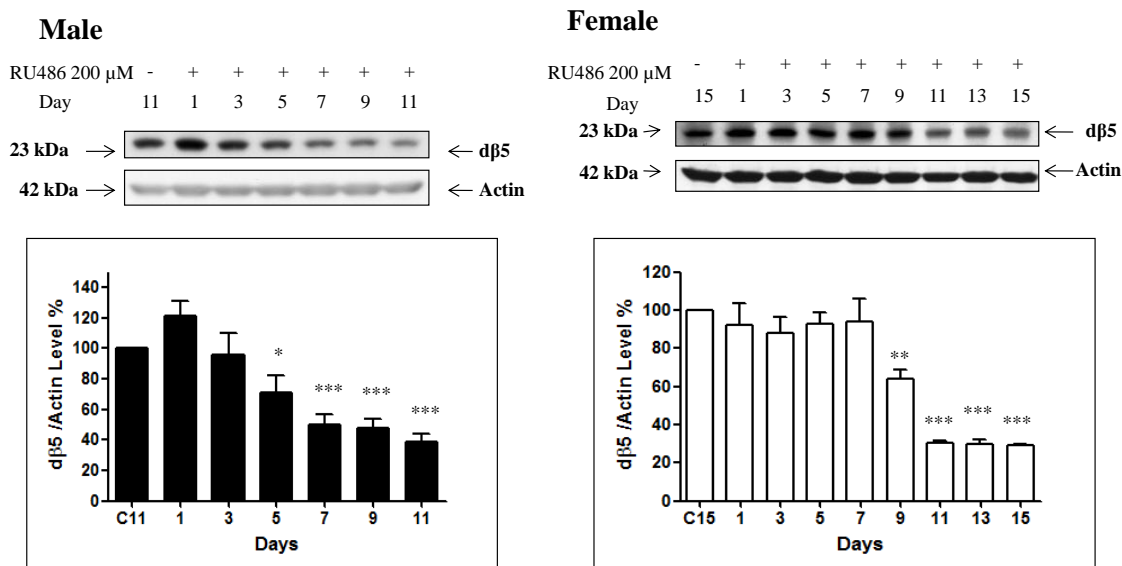 Male
RU486 200 µM - + + + + + +
Day 11 1 3 5 7 9 11
23 kDa dβ5
42 kDa Actin
dβ5 /Actin Level %
140
120
100
80
60
40
20
0
* *** *** ***
C11 1 3 5 7 9 11
Days
Female
RU486 200 µM - + + + + + + + +
Day 15 1 3 5 7 9 11 13 15
23 kDa dβ5
42 kDa Actin
dβ5 /Actin Level %
120
100
80
60
40
20
0
** *** *** ***
C15 1 3 5 7 9 11 13 15
Days